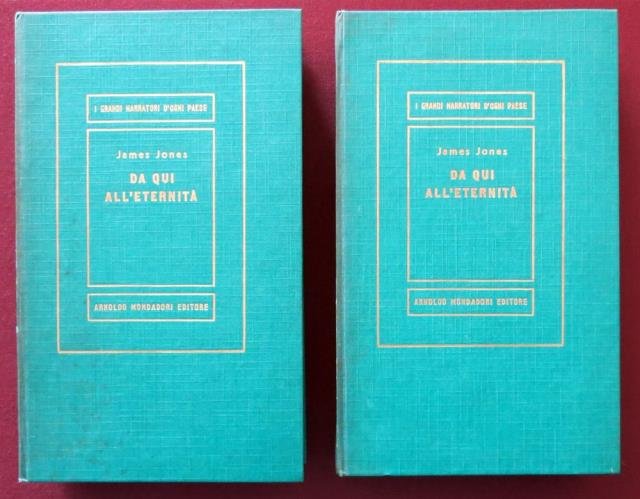 I GRANDI NARRATORI D'OGNI PAESE
James Jones
DA QUI
ALL'ETERNITÀ
ARNOLDO MONDADORI EDITORE
I GRANDI NARRATORI D'OGNI PAESE
James Jones
DA QUI
ALL'ETERNITÀ
ARNOLDO MONDADORI EDITORE